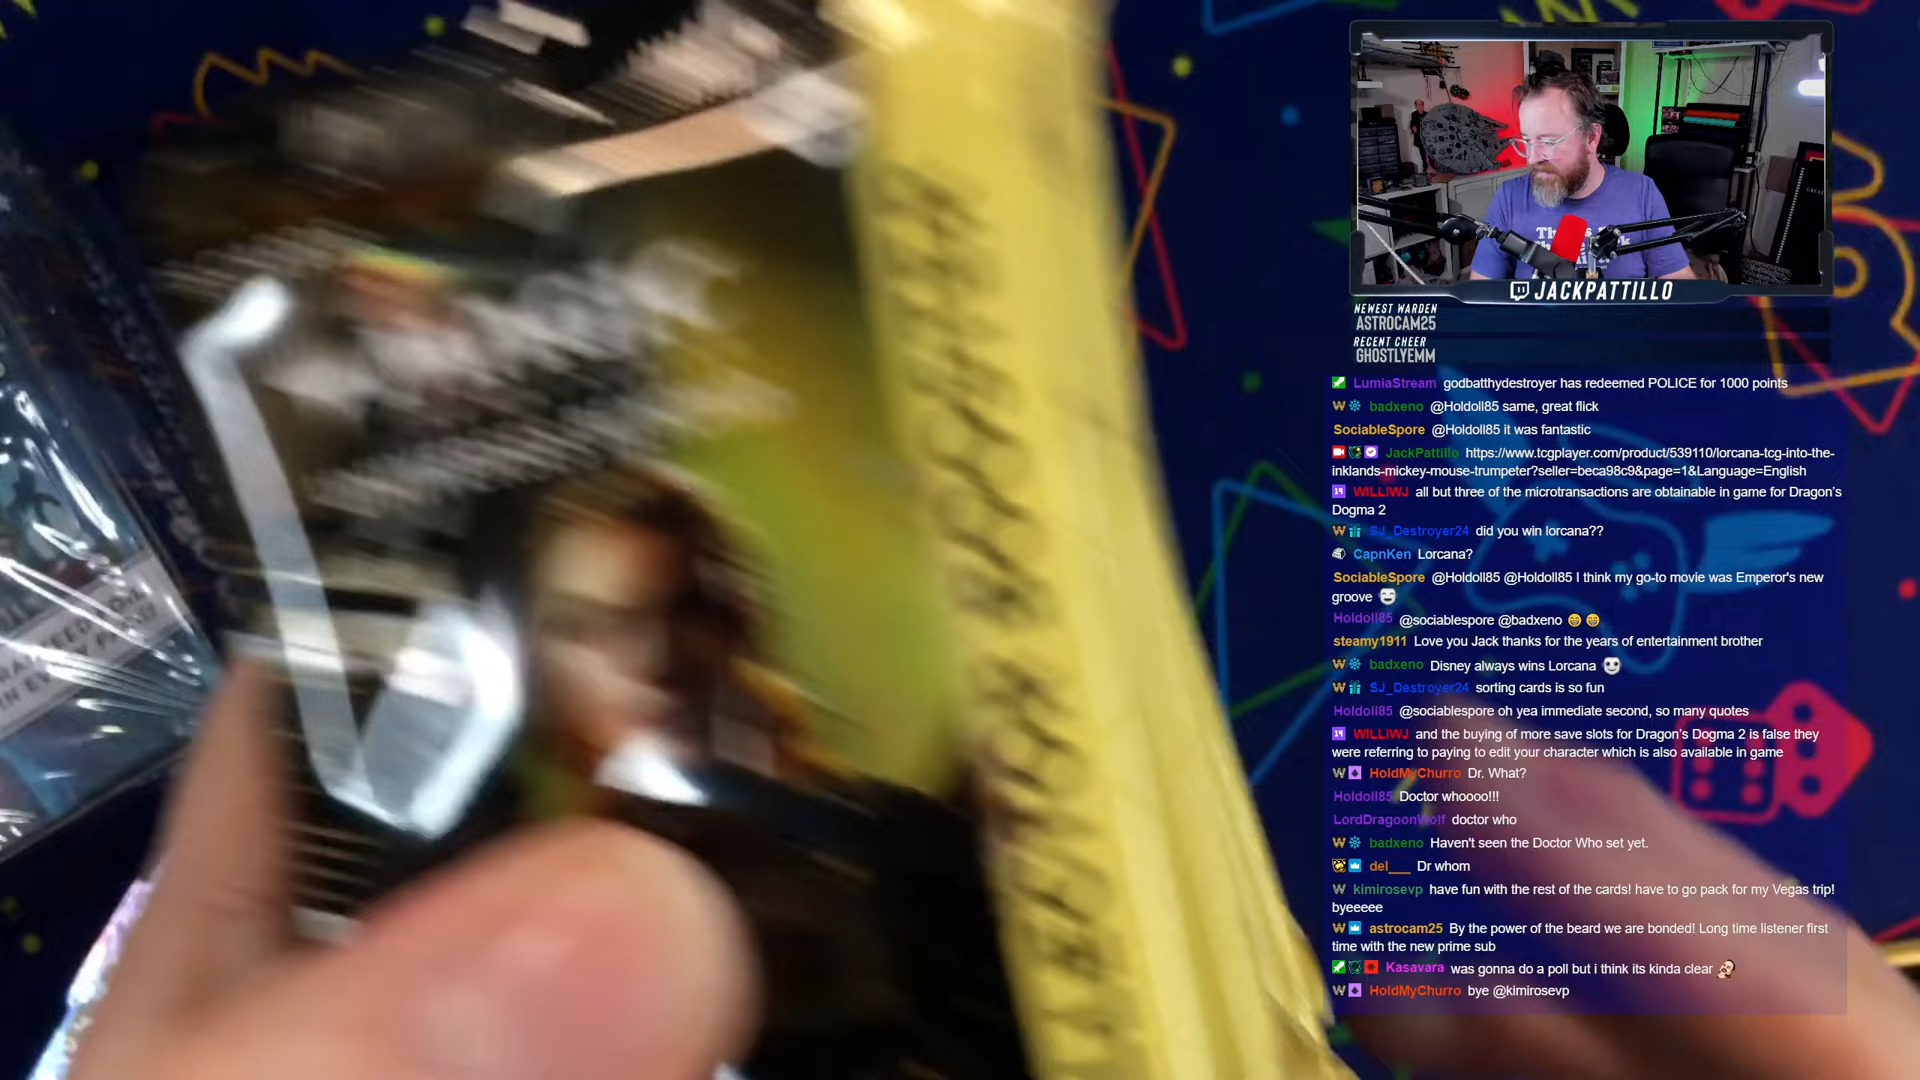 JACKPATTILLO
NEWEST WARDEN
ASTROCAM25
RECENT CHEER
GHOSTLYEMM
LumiaStream godbatthydestroyer has redeemed POLICE for 1000 points
badxeno @Holdoll85 same, great flick
SociableSpore @Holdoll85 it was fantastic
JackPattillo https://www.tcgplayer.com/product/539110/lorcana-tcg-into-the-
inklands-mickey-mouse-trumpeter?seller=beca98c9&page=1&Language=English
WILLIWJ all but three of the microtransactions are obtainable in game for Dragon's
Dogma 2
SJ_Destroyer24 did you win lorcana??
CapnKen Lorcana?
SociableSpore @Holdoll85 @Holdoll85 I think my go-to movie was Emperor's new
groove
Holdoll85 @sociablespore @badxeno
steamy1911 Love you Jack thanks for the years of entertainment brother
badxeno Disney always wins Lorcana
SJ_Destroyer24 sorting cards is so fun
Holdoll85 @sociablespore oh yea immediate second, so many quotes
WILLIWJ and the buying of more save slots for Dragon's Dogma 2 is false they
were referring to paying to edit your character which is also available in game
HoldMyChurro Dr. What?
Holdoll85 Doctor whoooo!!!
LordDragoonWolf doctor who
badxeno Haven't seen the Doctor Who set yet.
del___ Dr whom
kimirosevp have fun with the rest of the cards! have to go pack for my Vegas trip!
byeeeee
astrocam25 By the power of the beard we are bonded! Long time listener first
time with the new prime sub
Kasavara was gonna do a poll but i think its kinda clear
HoldMyChurro bye @kimirosevp